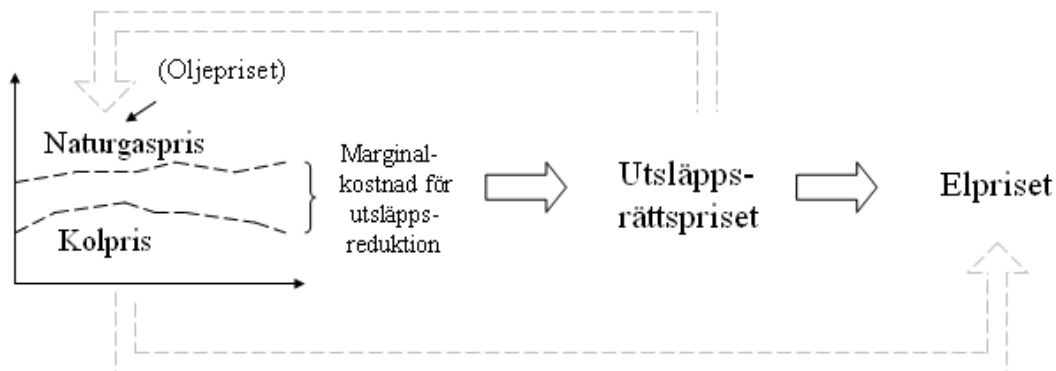 (Oljepriset)
Naturgaspris
Kolpris
Marginal-
kostnad för
utsläpps-
reduktion
Utsläpps-
rättspriset
Elpriset